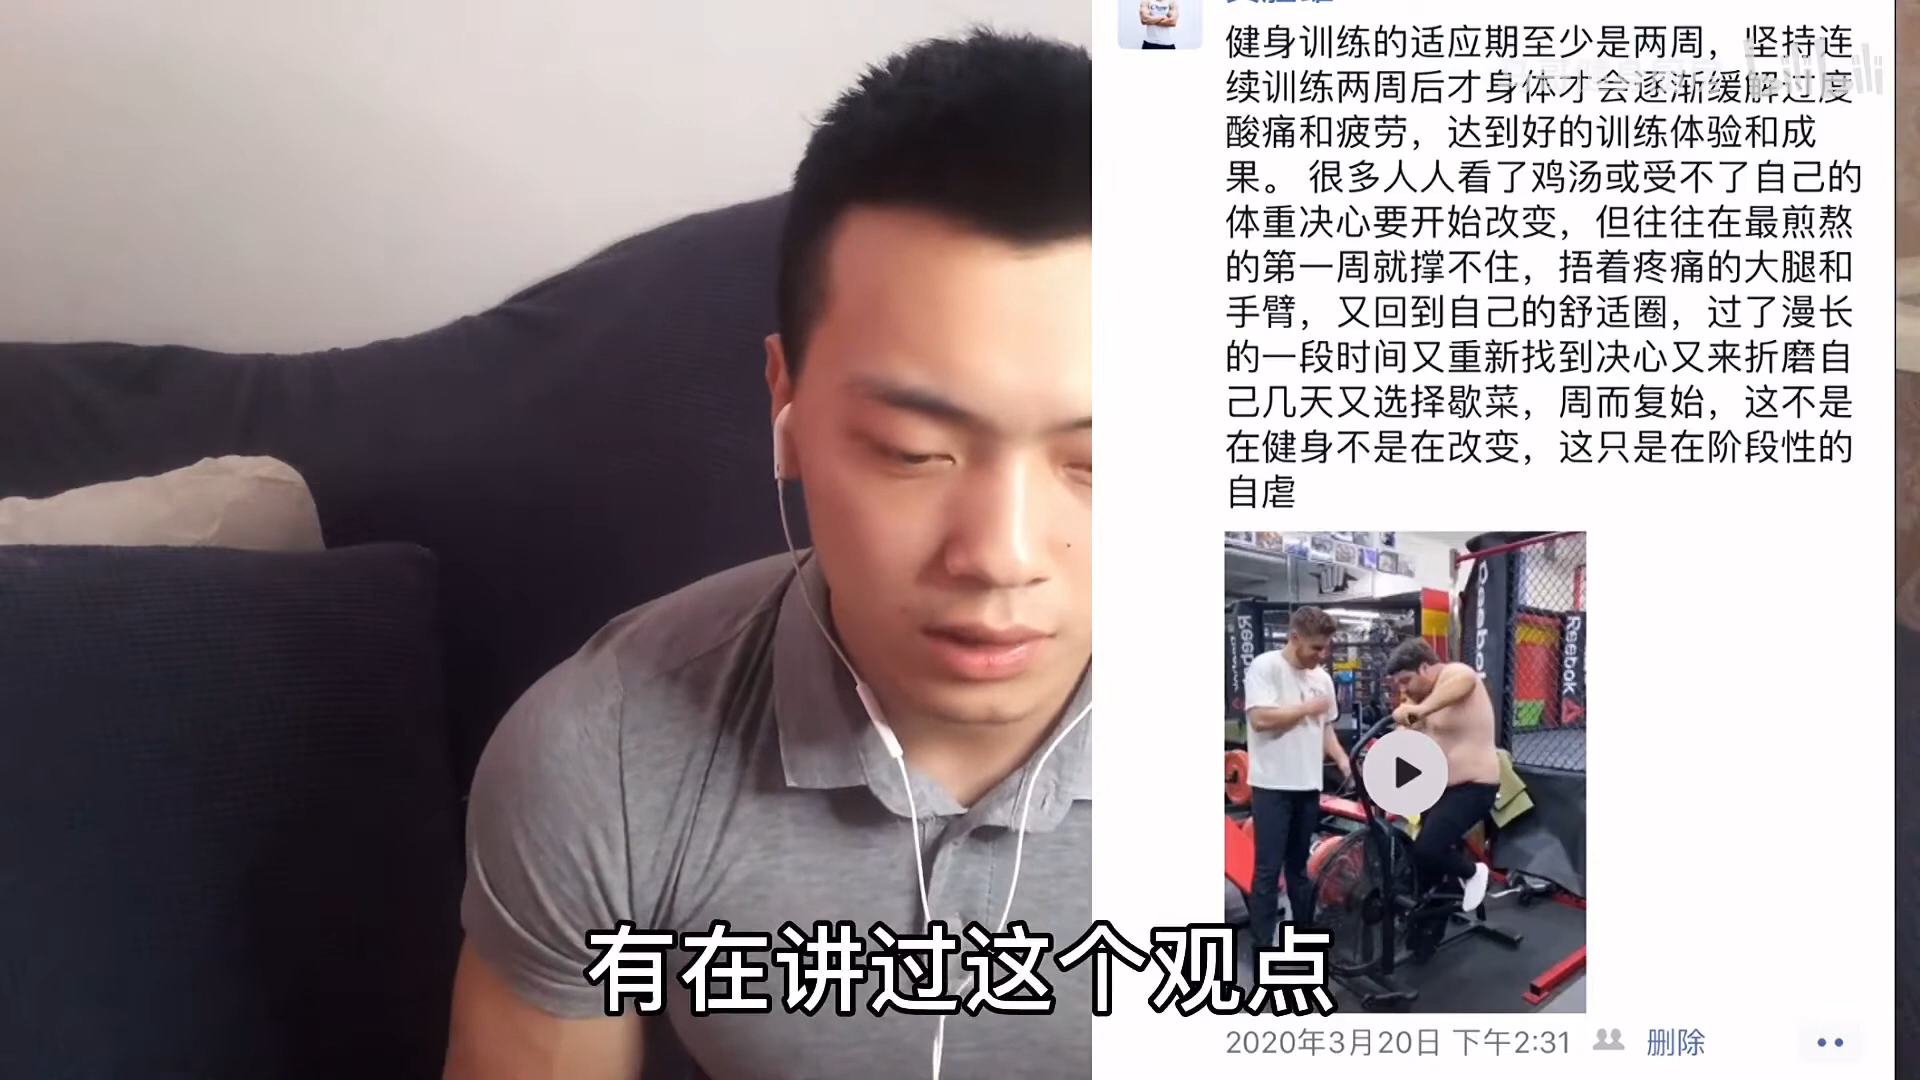 健身训练的适应期至少是两周，坚持连
续训练两周后才身体才会逐渐缓解过度
酸痛和疲劳，达到好的训练体验和成
果。 很多人人看了鸡汤或受不了自己的
体重决心要开始改变，但往往在最煎熬
的第一周就撑不住，捂着疼痛的大腿和
手臂，又回到自己的舒适圈，过了漫长
的一段时间又重新找到决心又来折磨自
己几天又选择歇菜，周而复始，这不是
在健身不是在改变，这只是在阶段性的
自虐
Reebok
Reebok
Reebok
有在讲过这个观点
2020年3月20日 下午2:31 删除